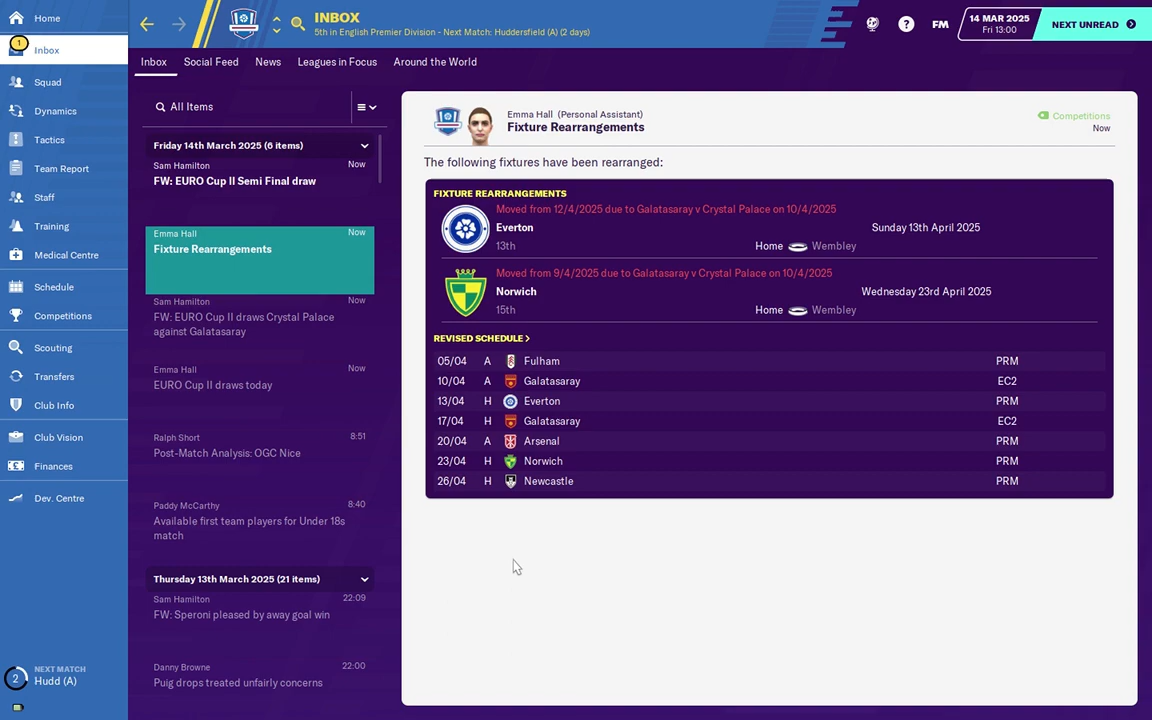 Home
Inbox
1
Squad
Dynamics
Tactics
Team Report
Staff
Training
Medical Centre
Schedule
Competitions
Scouting
Transfers
Club Info
Club Vision
Finances
Dev. Centre
2
NEXT MATCH
Hudd (A)
INBOX
5th in English Premier Division - Next Match: Huddersfield (A) (2 days)
?
FM
14 MAR 2025
Fri 13:00
NEXT UNREAD
Inbox
Social Feed
News
Leagues in Focus
Around the World
All Items
Friday 14th March 2025 (6 items)
Sam Hamilton Now
FW: EURO Cup II Semi Final draw
Emma Hall Now
Fixture Rearrangements
Sam Hamilton Now
FW: EURO Cup II draws Crystal Palace
against Galatasaray
Emma Hall Now
EURO Cup II draws today
Ralph Short 8:51
Post-Match Analysis: OGC Nice
Paddy McCarthy 8:40
Available first team players for Under 18s
match
Thursday 13th March 2025 (21 items)
Sam Hamilton 22:09
FW: Speroni pleased by away goal win
Danny Browne 22:00
Puig drops treated unfairly concerns
Emma Hall (Personal Assistant)
Fixture Rearrangements
Competitions
Now
The following fixtures have been rearranged:
FIXTURE REARRANGEMENTS
Moved from 12/4/2025 due to Galatasaray v Crystal Palace on 10/4/2025
Everton Sunday 13th April 2025
13th Home Wembley
Moved from 9/4/2025 due to Galatasaray v Crystal Palace on 10/4/2025
Norwich Wednesday 23rd April 2025
15th Home Wembley
REVISED SCHEDULE >
05/04 A Fulham PRM
10/04 A Galatasaray EC2
13/04 H Everton PRM
17/04 H Galatasaray EC2
20/04 A Arsenal PRM
23/04 H Norwich PRM
26/04 H Newcastle PRM